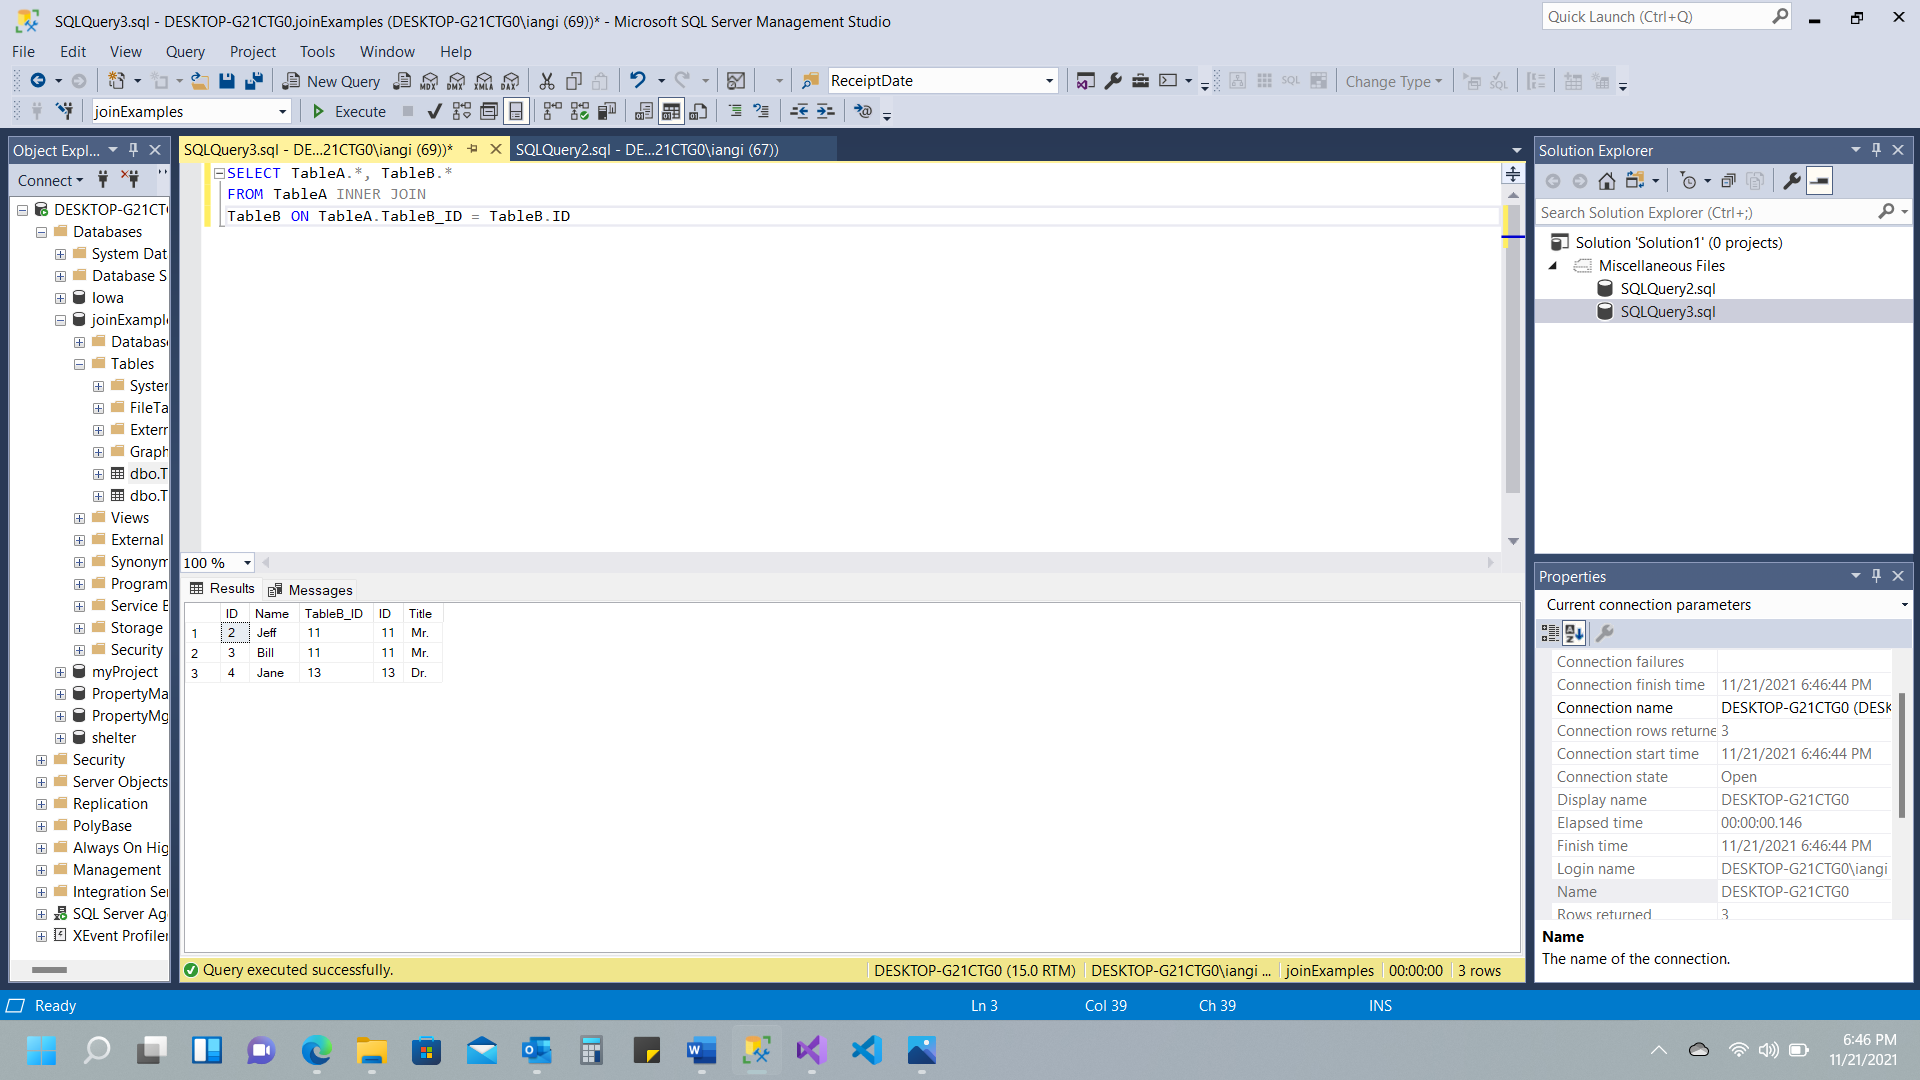 SQLQuery3.sql - DESKTOP-G21CTG0.joinExamples (DESKTOP-G21CTG0\iangi (69))* - Microsoft SQL Server Management Studio
Quick Launch (Ctrl+Q)
File Edit View Query Project Tools Window Help
New Query MDX DMX XMLA DAX ReceiptDate SQL Change Type SQL
joinExamples Execute
Object Expl...
Connect
DESKTOP-G21CT
Databases
System Dat
Database S
Iowa
joinExample
Databas
Tables
System
FileTa
Extern
Graph
dbo.T
dbo.T
Views
External
Synonym
Program
Service B
Storage
Security
myProject
PropertyMa
PropertyMg
shelter
Security
Server Objects
Replication
PolyBase
Always On Hig
Management
Integration Ser
SQL Server Ag
XEvent Profiler
SQLQuery3.sql - DE...21CTG0\iangi (69))* SQLQuery2.sql - DE...21CTG0\iangi (67))
SELECT TableA.*, TableB.*
FROM TableA INNER JOIN
TableB ON TableA.TableB_ID = TableB.ID
100 %
Results Messages
ID Name TableB_ID ID Title
1 2 Jeff 11 11 Mr.
2 3 Bill 11 11 Mr.
3 4 Jane 13 13 Dr.
Query executed successfully. DESKTOP-G21CTG0 (15.0 RTM) DESKTOP-G21CTG0\iangi ... joinExamples 00:00:00 3 rows
Solution Explorer
Search Solution Explorer (Ctrl+;)
Solution 'Solution1' (0 projects)
Miscellaneous Files
SQLQuery2.sql
SQLQuery3.sql
Properties
Current connection parameters
Connection failures
Connection finish time 11/21/2021 6:46:44 PM
Connection name DESKTOP-G21CTG0 (DESK
Connection rows returne 3
Connection start time 11/21/2021 6:46:44 PM
Connection state Open
Display name DESKTOP-G21CTG0
Elapsed time 00:00:00.146
Finish time 11/21/2021 6:46:44 PM
Login name DESKTOP-G21CTG0\iangi
Name DESKTOP-G21CTG0
Rows returned 3
Name
The name of the connection.
Ready Ln 3 Col 39 Ch 39 INS
6:46 PM
11/21/2021